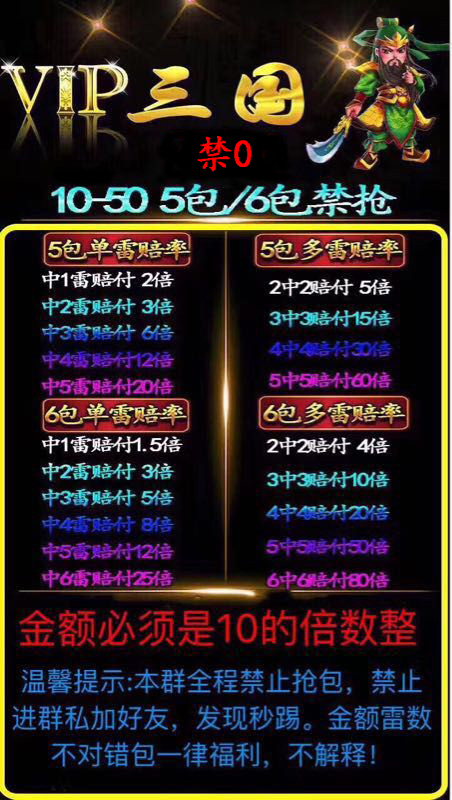 VIP三国
禁0
10-50 5包/6包禁抢
5包单雷赔率
中1雷赔付 2倍
中2雷赔付 3倍
中3雷赔付 6倍
中4雷赔付12倍
中5雷赔付20倍
5包多雷赔率
2中2赔付 5倍
3中3赔付15倍
4中4赔付30倍
5中5赔付60倍
6包单雷赔率
中1雷赔付1.5倍
中2雷赔付 3倍
中3雷赔付 5倍
中4雷赔付 8倍
中5雷赔付12倍
中6雷赔付25倍
6包多雷赔率
2中2赔付 4倍
3中3赔付10倍
4中4赔付20倍
5中5赔付50倍
6中6赔付80倍
金额必须是10的倍数整
温馨提示:本群全程禁止抢包，禁止
进群私加好友，发现秒踢。金额雷数
不对错包一律福利，不解释！